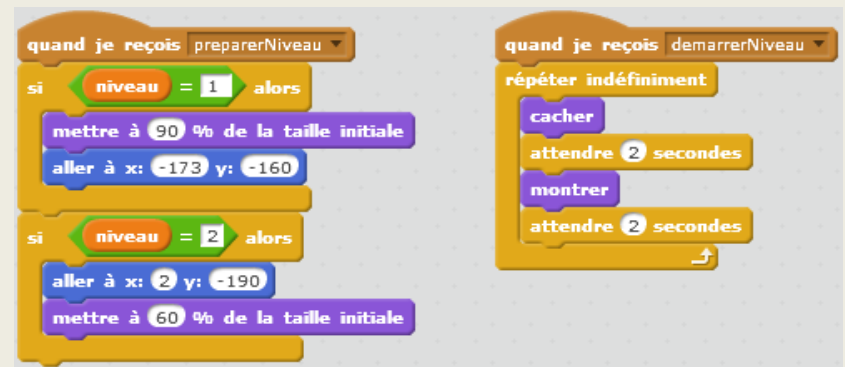 quand je reçois preparerNiveau
si niveau = 1 alors
mettre à 90 % de la taille initiale
aller à x: -173 y: -160
si niveau = 2 alors
aller à x: 2 y: -190
mettre à 60 % de la taille initiale
quand je reçois demarrerNiveau
répéter indéfiniment
cacher
attendre 2 secondes
montrer
attendre 2 secondes